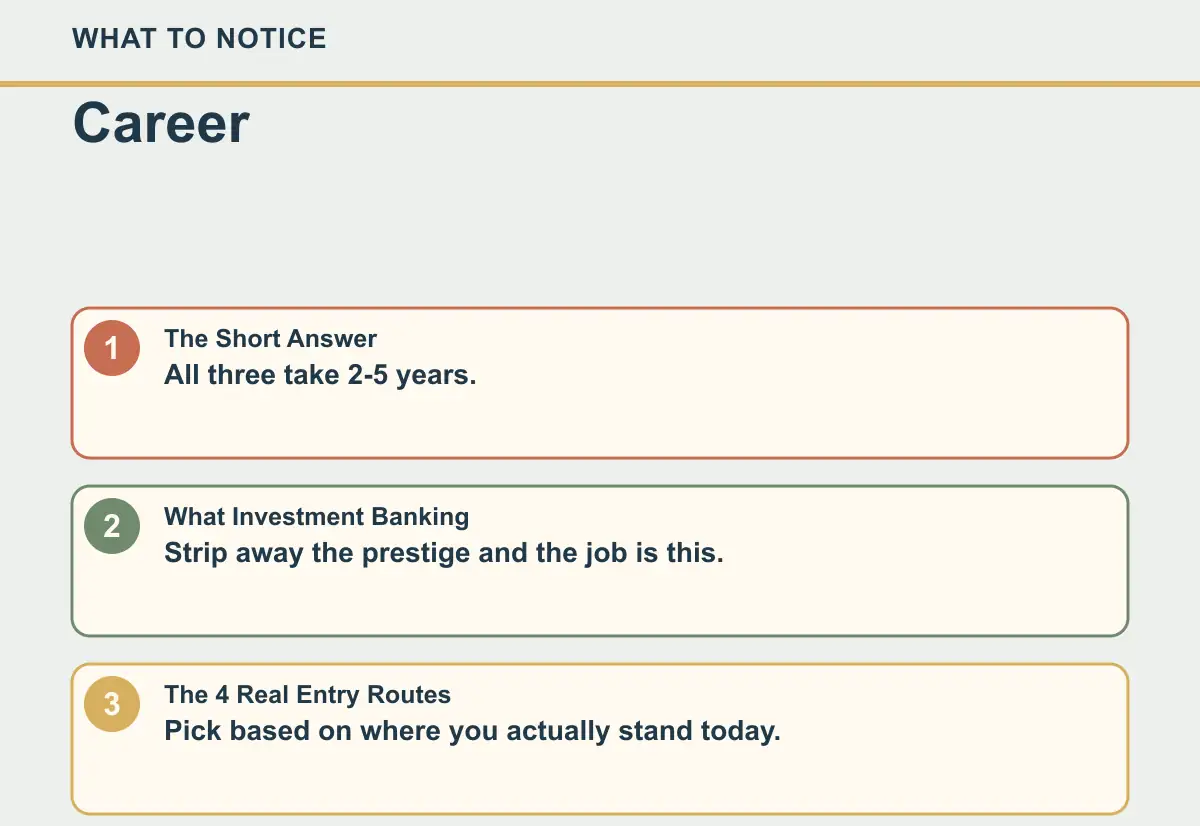 WHAT TO NOTICE
Career
1
The Short Answer
All three take 2-5 years.
2
What Investment Banking
Strip away the prestige and the job is this.
3
The 4 Real Entry Routes
Pick based on where you actually stand today.